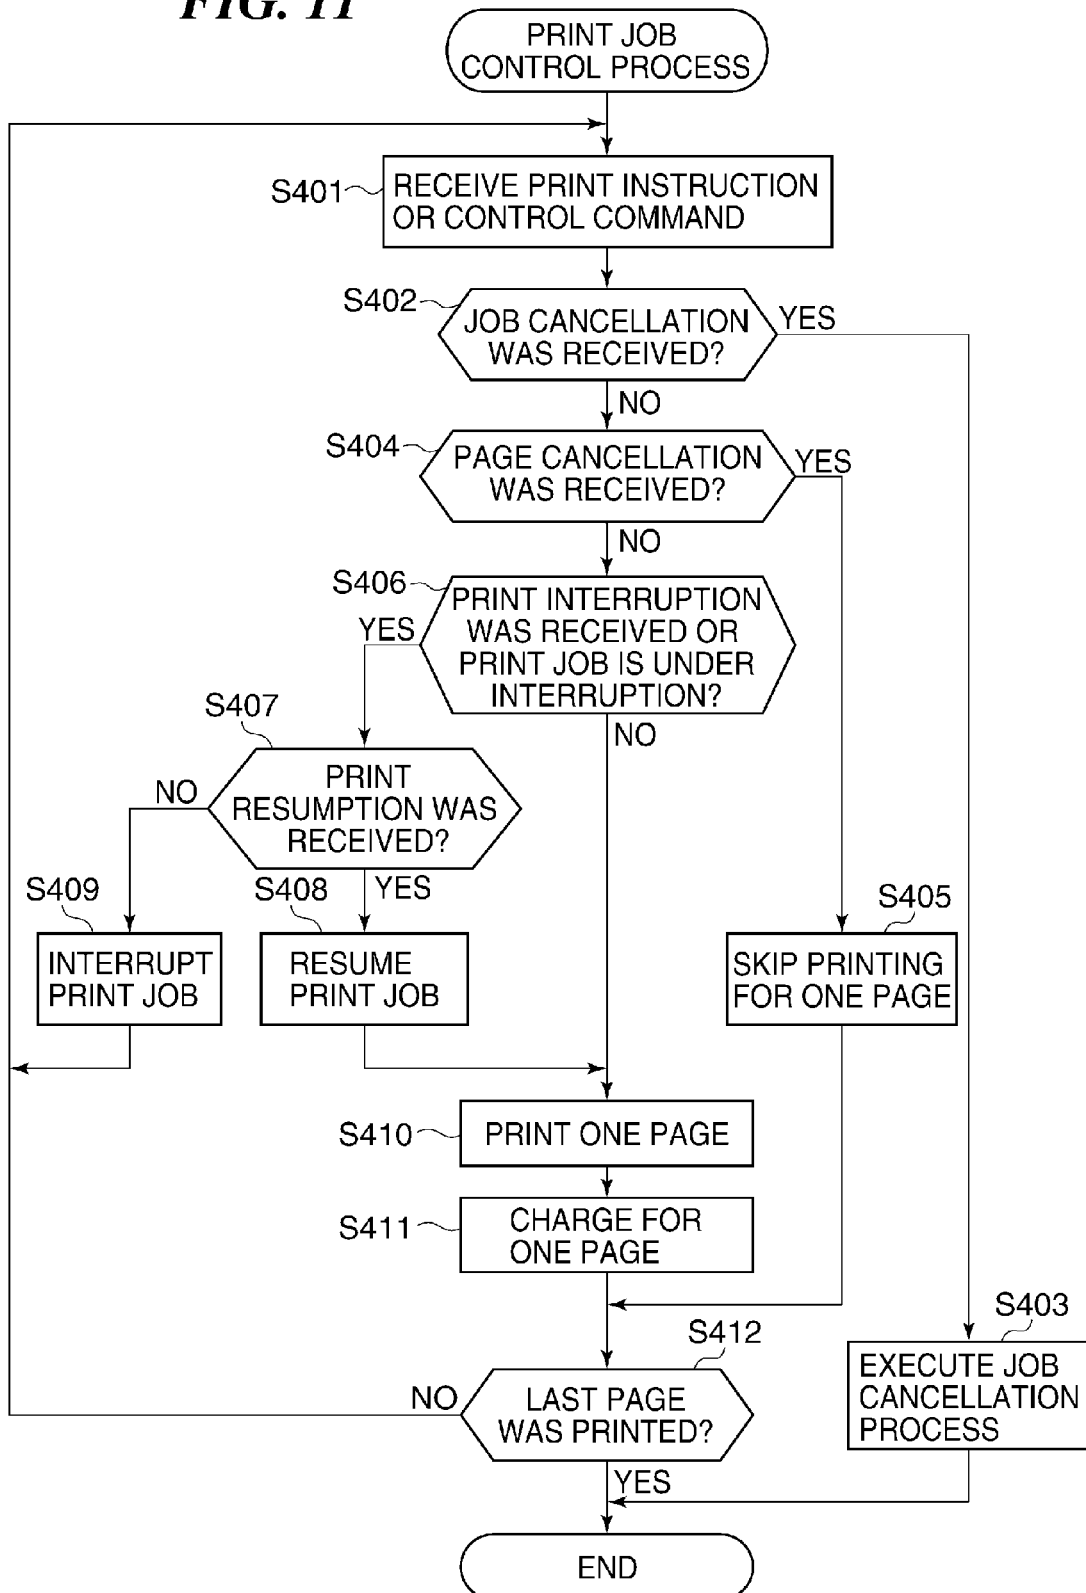 FIG. 11
PRINT JOB
CONTROL PROCESS
S401
RECEIVE PRINT INSTRUCTION
OR CONTROL COMMAND
S402
JOB CANCELLATION
WAS RECEIVED?
YES
NO
S404
PAGE CANCELLATION
WAS RECEIVED?
YES
NO
S406
PRINT INTERRUPTION
WAS RECEIVED OR
PRINT JOB IS UNDER
INTERRUPTION?
YES
NO
S407
PRINT
RESUMPTION WAS
RECEIVED?
NO
YES
S409
INTERRUPT
PRINT JOB
S408
RESUME
PRINT JOB
S405
SKIP PRINTING
FOR ONE PAGE
S410
PRINT ONE PAGE
S411
CHARGE FOR
ONE PAGE
S412
LAST PAGE
WAS PRINTED?
NO
YES
S403
EXECUTE JOB
CANCELLATION
PROCESS
END